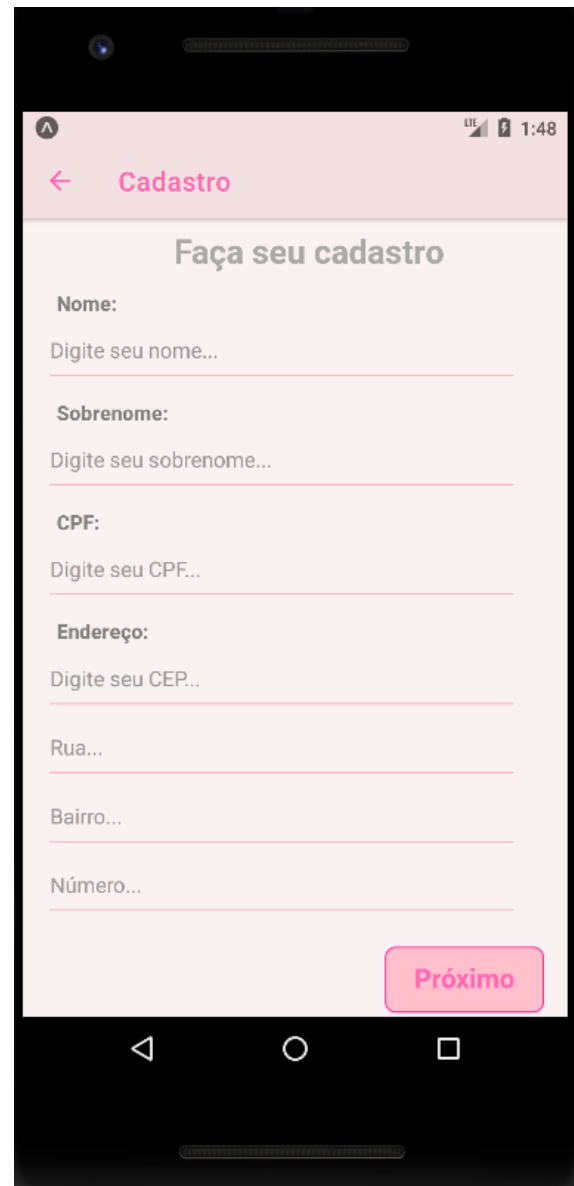 LTE 1:48
Cadastro
Faça seu cadastro
Nome:
Digite seu nome...
Sobrenome:
Digite seu sobrenome...
CPF:
Digite seu CPF...
Endereço:
Digite seu CEP...
Rua...
Bairro...
Número...
Próximo